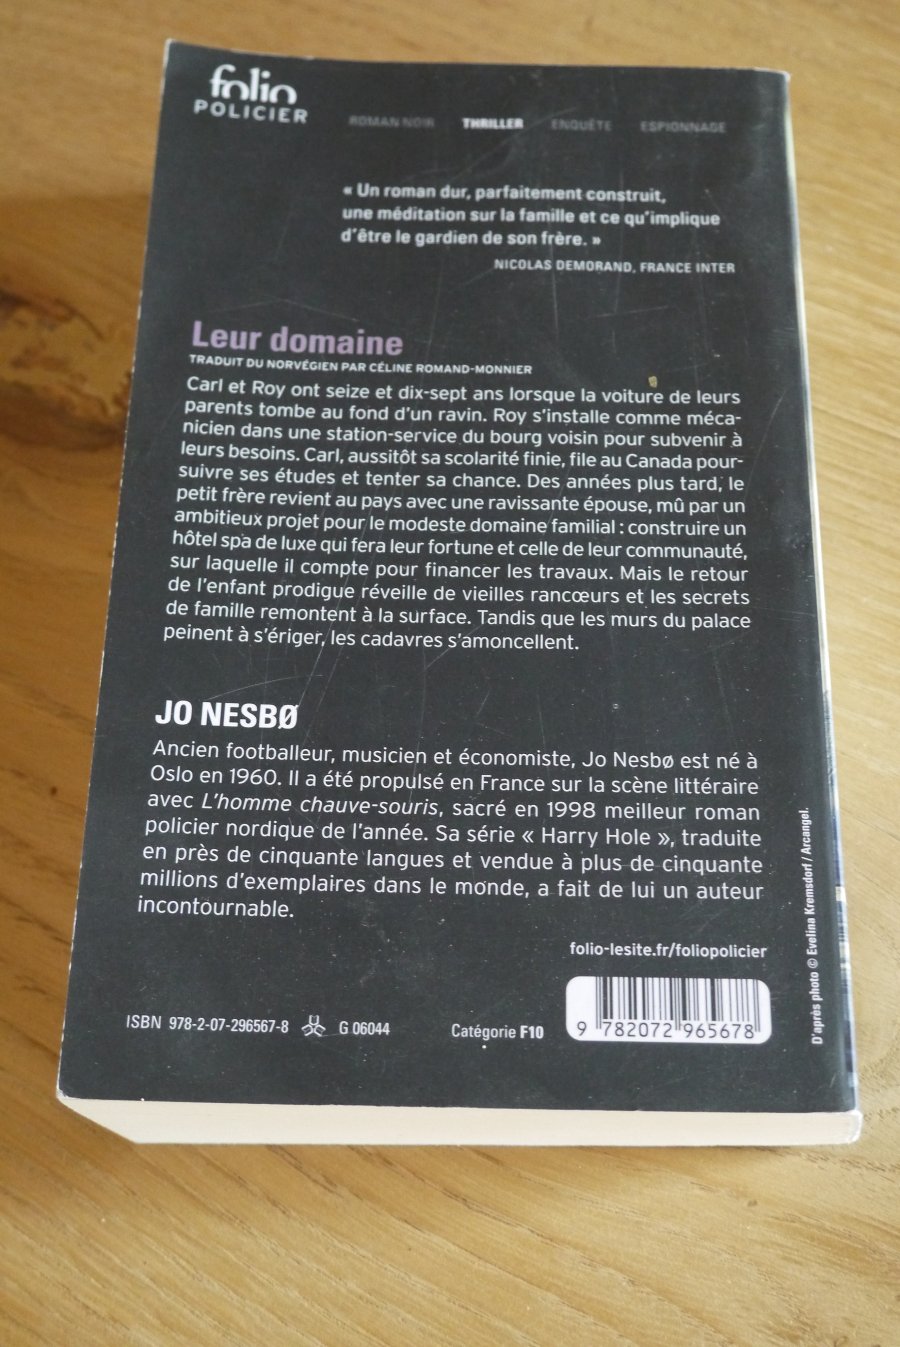 folio
POLICIER
ROMAN NOIR THRILLER ENQUÊTE ESPIONNAGE
« Un roman dur, parfaitement construit,
une méditation sur la famille et ce qu'implique
d'être le gardien de son frère. »
NICOLAS DEMORAND, FRANCE INTER
Leur domaine
TRADUIT DU NORVÉGIEN PAR CÉLINE ROMAND-MONNIER
Carl et Roy ont seize et dix-sept ans lorsque la voiture de leurs
parents tombe au fond d'un ravin. Roy s'installe comme méca-
nicien dans une station-service du bourg voisin pour subvenir à
leurs besoins. Carl, aussitôt sa scolarité finie, file au Canada pour-
suivre ses études et tenter sa chance. Des années plus tard, le
petit frère revient au pays avec une ravissante épouse, mû par un
ambitieux projet pour le modeste domaine familial : construire un
hôtel spa de luxe qui fera leur fortune et celle de leur communauté,
sur laquelle il compte pour financer les travaux. Mais le retour
de l'enfant prodigue réveille de vieilles rancœurs et les secrets
de famille remontent à la surface. Tandis que les murs du palace
peinent à s'ériger, les cadavres s'amoncellent.
JO NESBØ
Ancien footballeur, musicien et économiste, Jo Nesbø est né à
Oslo en 1960. Il a été propulsé en France sur la scène littéraire
avec L'homme chauve-souris, sacré en 1998 meilleur roman
policier nordique de l'année. Sa série « Harry Hole », traduite
en près de cinquante langues et vendue à plus de cinquante
millions d'exemplaires dans le monde, a fait de lui un auteur
incontournable.
folio-lesite.fr/foliopolicier
ISBN 978-2-07-296567-8 G 06044 Catégorie F10
9 782072 965678
D'après photo © Evelina Kremsdorf / Arcangel.